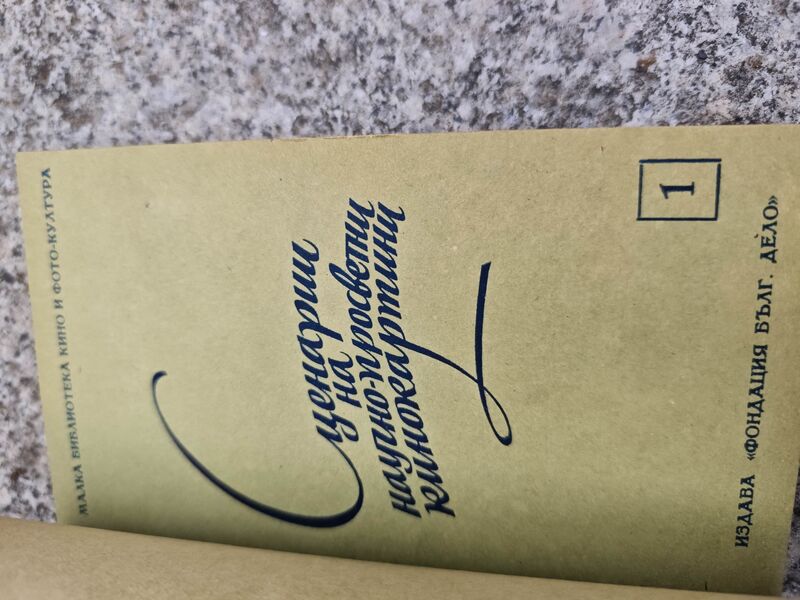 МАЛКА БИБЛИОТЕКА КИНО И ФОТО-КУЛТУРА
Сценарии
на
научно-просветни
кинокартини
1
ИЗДАВА «ФОНДАЦИЯ БЪЛГ. ДЕЛО»